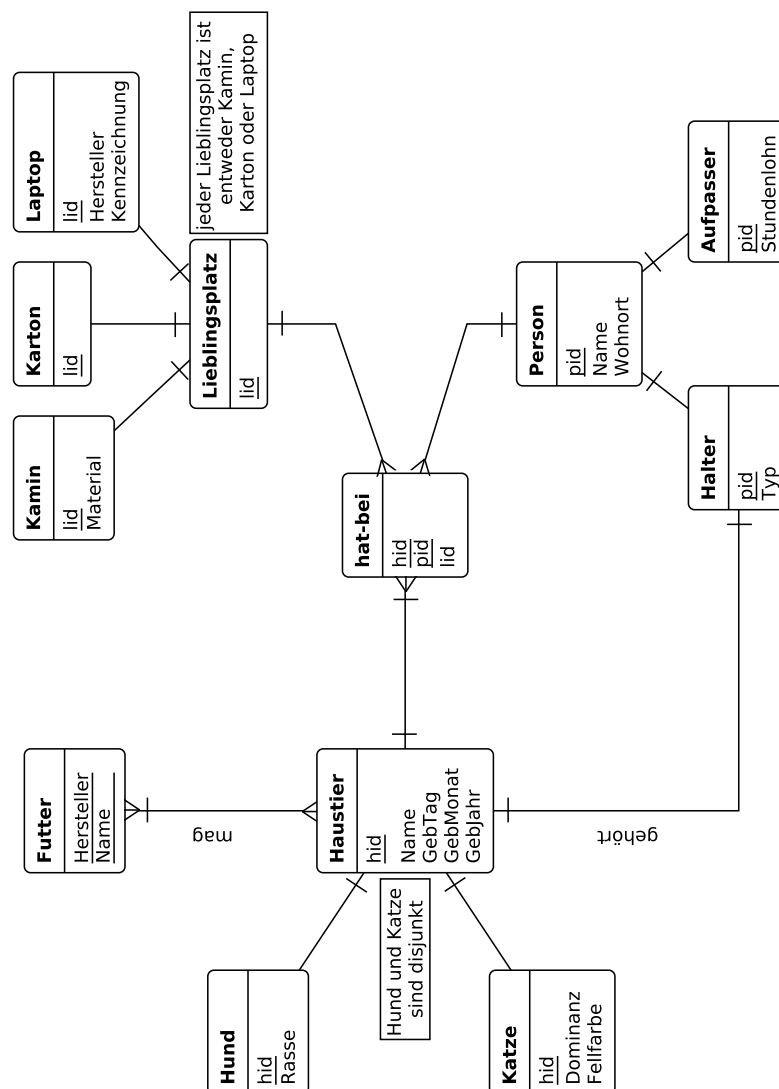 Futter
Hersteller
Name
Kamin
lid
Material
Karton
lid
Laptop
lid
Hersteller
Kennzeichnung
mag
Lieblingsplatz
lid
jeder Lieblingsplatz ist
entweder Kamin,
Karton oder Laptop
Hund
hid
Rasse
Haustier
hid
Name
GebTag
GebMonat
GebJahr
Hund und Katze
sind disjunkt
hat-bei
hid
pid
lid
Katze
hid
Dominanz
Fellfarbe
Person
pid
Name
Wohnort
gehört
Halter
pid
Typ
Aufpasser
pid
Stundenlohn